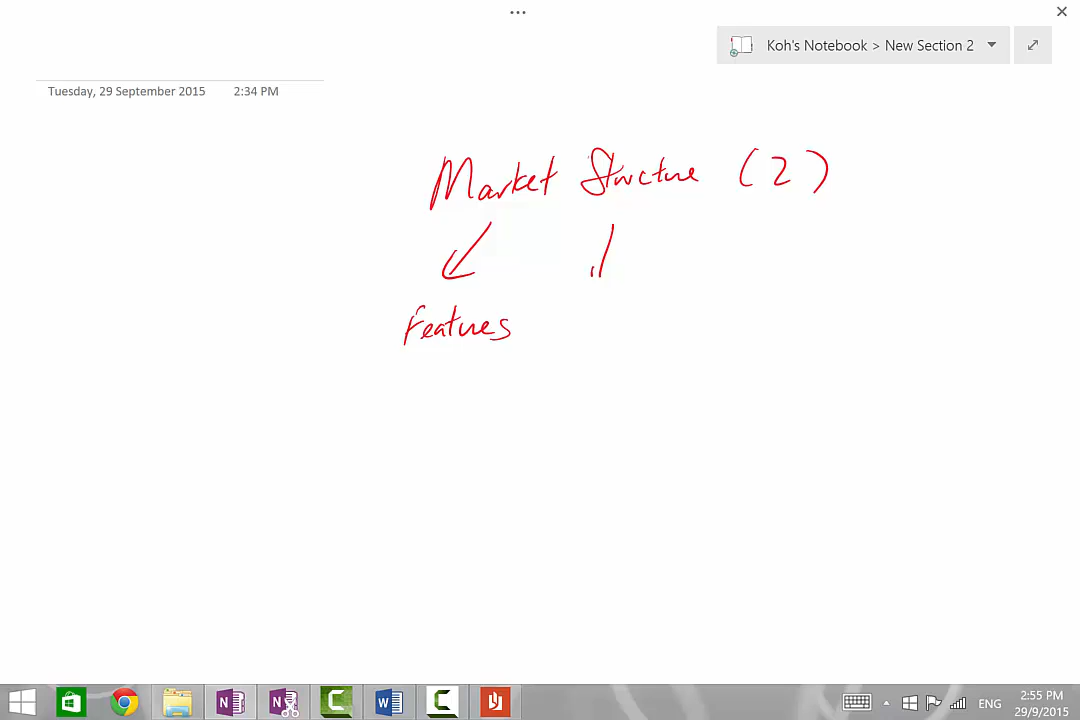 Koh's Notebook > New Section 2
Tuesday, 29 September 2015 2:34 PM
Market Structure (2)
Features
ENG
2:55 PM
29/9/2015